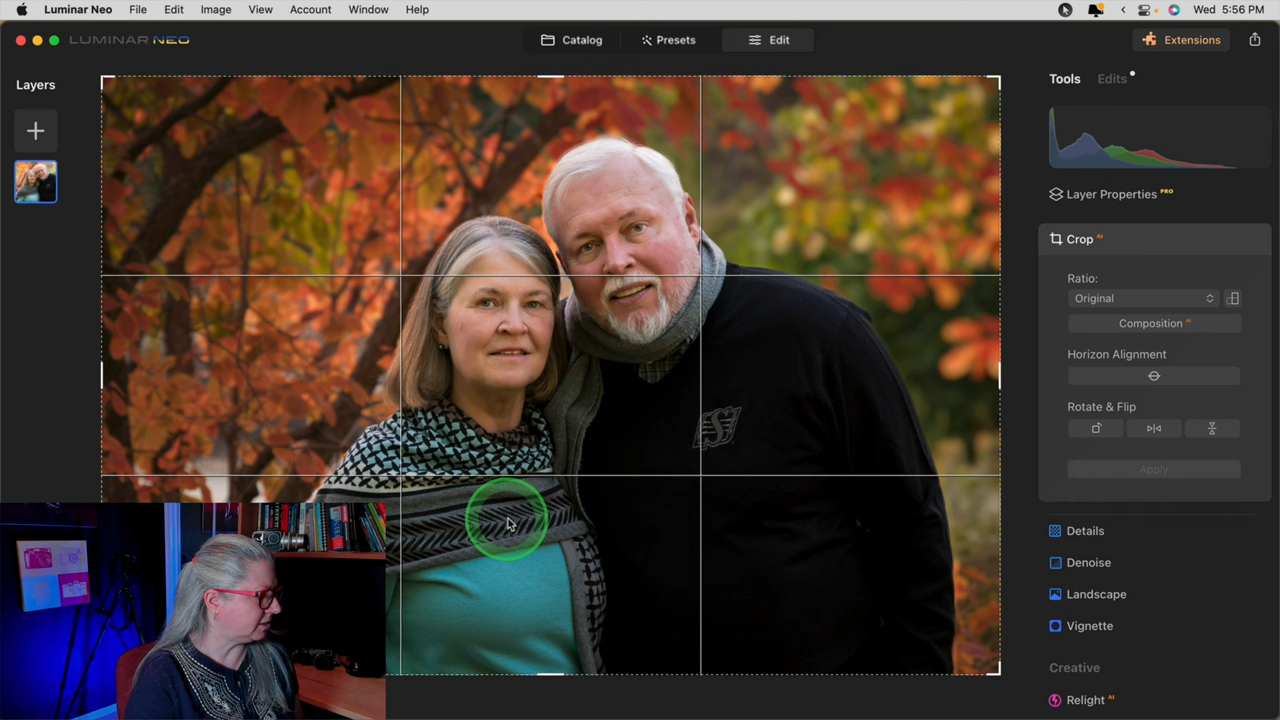 Luminar Neo File Edit Image View Account Window Help Wed 5:56 PM
LUMINAR NEO Catalog Presets Edit Extensions
Layers Tools Edits
Layer Properties PRO
Crop AI
Ratio:
Original
Composition AI
Horizon Alignment
Rotate & Flip
Apply
S
Details
Denoise
Landscape
Vignette
Creative
Relight AI